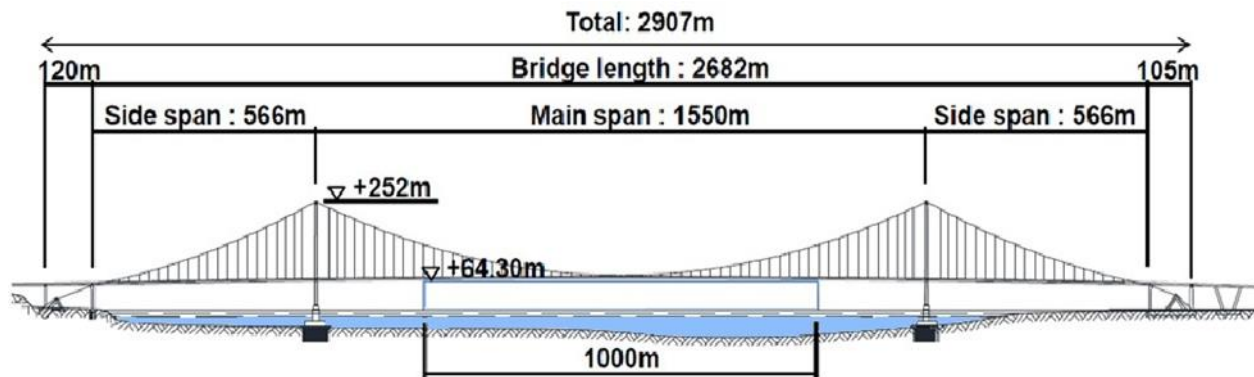 Total: 2907m
120m
Bridge length : 2682m
105m
Side span : 566m
Main span : 1550m
Side span : 566m
+252m
+64.30m
1000m